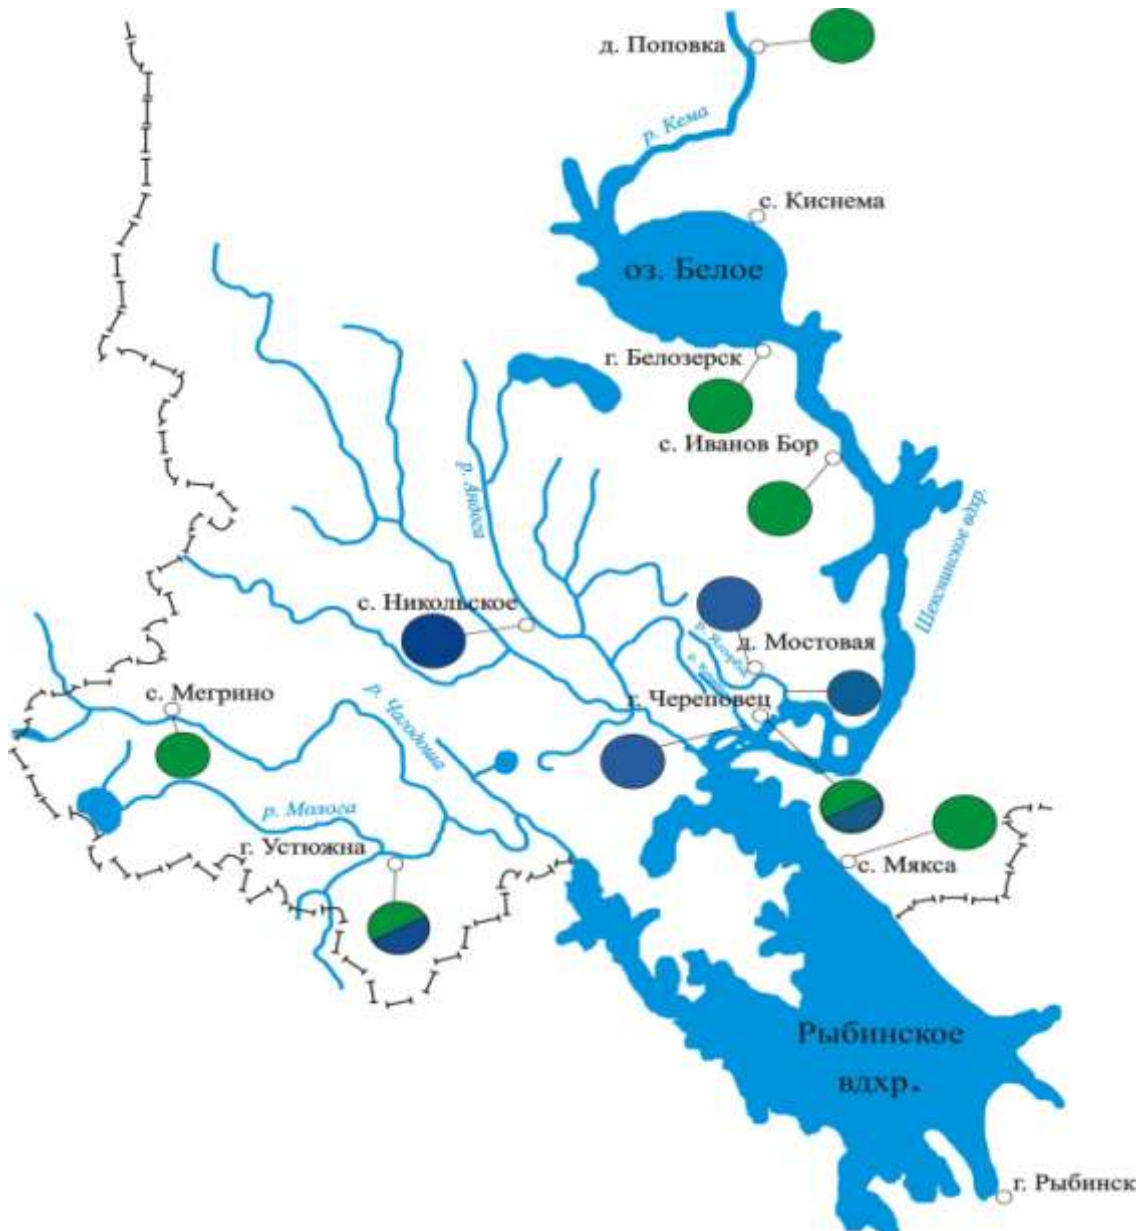 д. Поповка
р. Кема
с. Киснема
оз. Белое
г. Белозерск
с. Иванов Бор
р. Андога
Шекснинское вдхр.
с. Никольское
р. Ягорба
д. Мостовая
с. Мегрино
р. Чагодоща
г. Череповец
р. Молога
г. Устюжна
с. Мякса
Рыбинское
вдхр.
г. Рыбинск